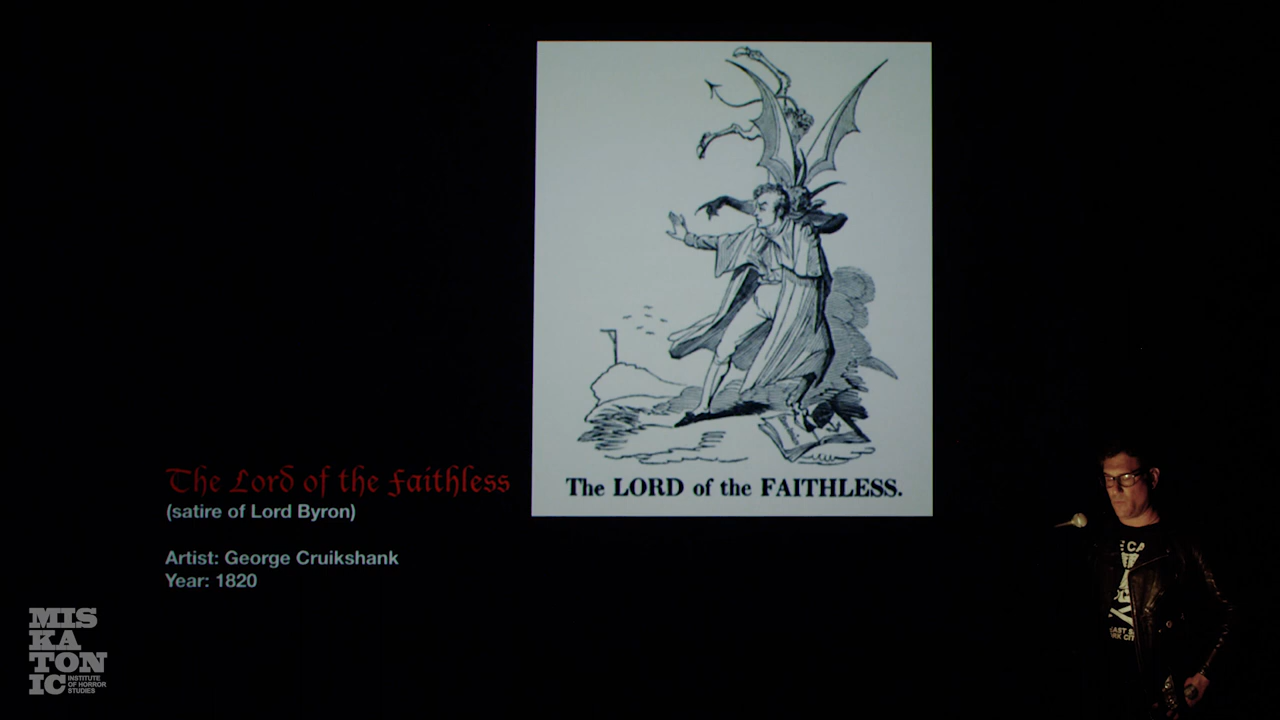 The LORD of the FAITHLESS.
The Lord of the Faithless
(satire of Lord Byron)
Artist: George Cruikshank
Year: 1820
MIS
KA
TON
IC INSTITUTE
OF HORROR
STUDIES